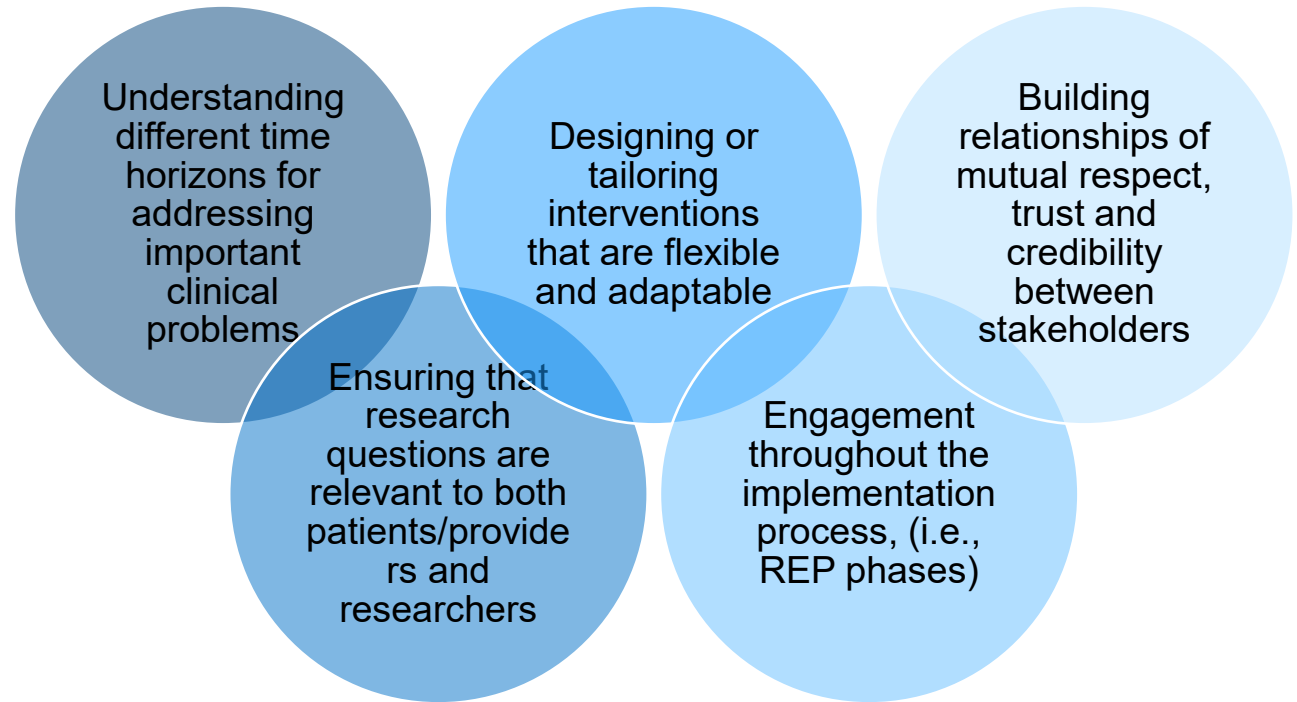 Understanding
different time
horizons for
addressing
important
clinical
problems
Ensuring that
research
questions are
relevant to both
patients/provide
rs and
researchers
Designing or
tailoring
interventions
that are flexible
and adaptable
Engagement
throughout the
implementation
process, (i.e.,
REP phases)
Building
relationships of
mutual respect,
trust and
credibility
between
stakeholders